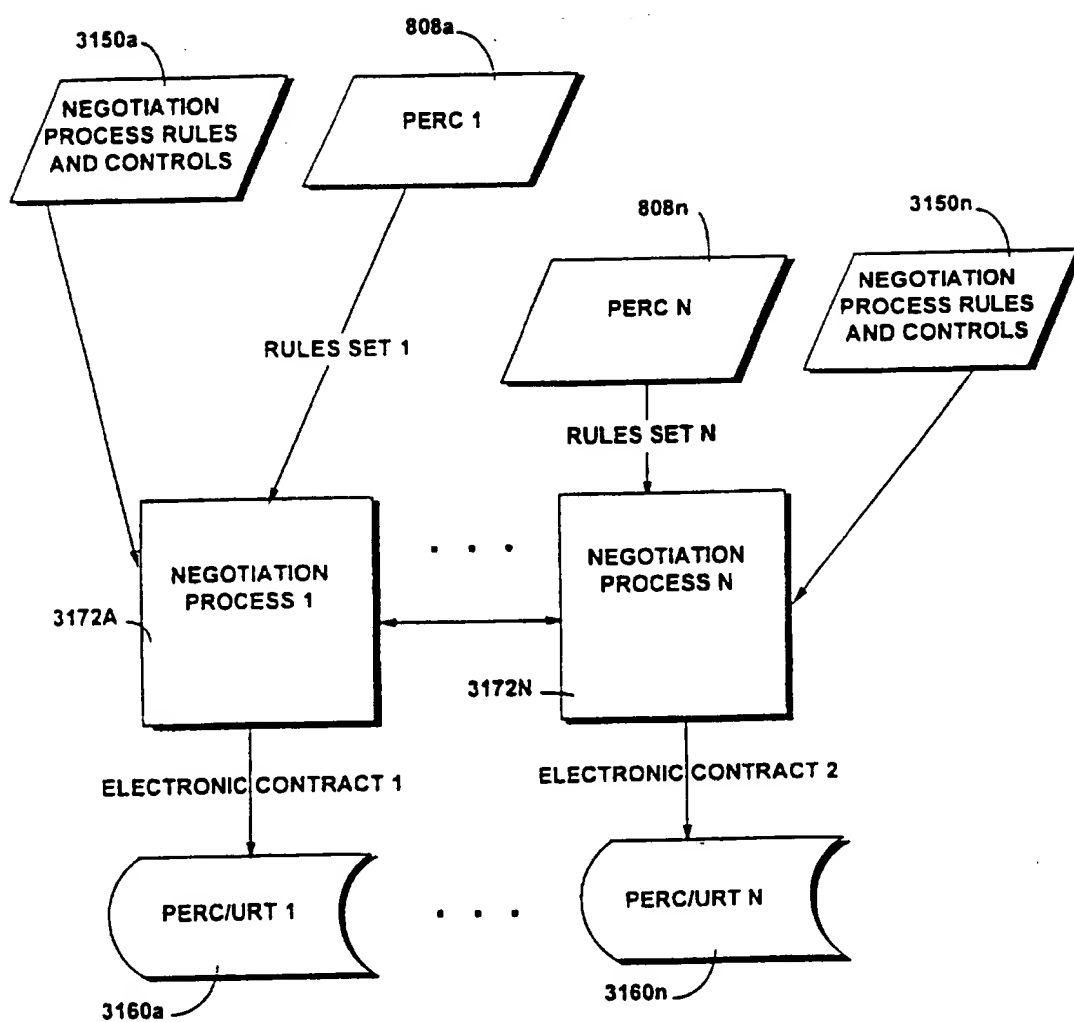 3150a
808a
NEGOTIATION
PROCESS RULES
AND CONTROLS
PERC 1
808n
3150n
PERC N
NEGOTIATION
PROCESS RULES
AND CONTROLS
RULES SET 1
RULES SET N
NEGOTIATION
PROCESS 1
. . .
NEGOTIATION
PROCESS N
3172A
3172N
ELECTRONIC CONTRACT 1
ELECTRONIC CONTRACT 2
PERC/URT 1
. . .
PERC/URT N
3160a
3160n